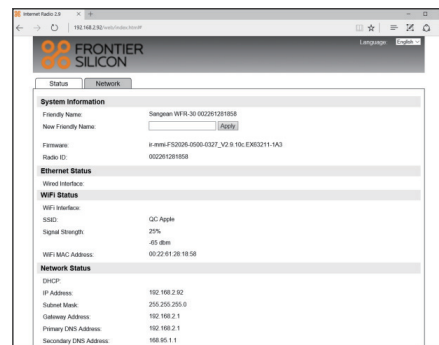 Internet Radio 2.9
192.168.2.92/web/index.html#
Language: English
FRONTIER
SILICON
Status Network
System Information
Friendly Name: Sangean WFR-30 002261281858
New Friendly Name: Apply
Firmware: ir-mmi-FS2026-0500-0327_V2.9.10c.EX63211-1A3
Radio ID: 002261281858
Ethernet Status
Wired Interface:
WiFi Status
WiFi Interface:
SSID: QC Apple
Signal Strength: 25%
-65 dbm
WiFi MAC Address: 00:22:61:28:18:58
Network Status
DHCP:
IP Address: 192.168.2.92
Subnet Mask: 255.255.255.0
Gateway Address: 192.168.2.1
Primary DNS Address: 192.168.2.1
Secondary DNS Address: 168.95.1.1